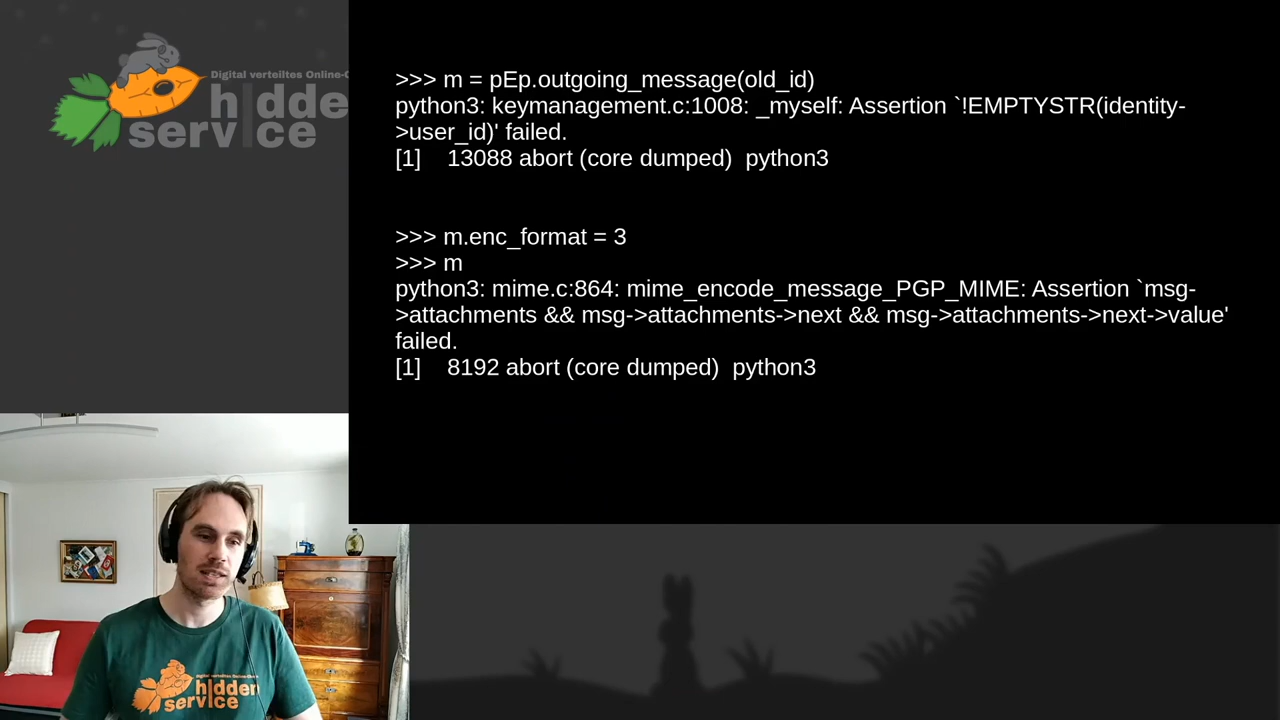 Digital verteiltes Online-C
hidde
service
>>> m = pEp.outgoing_message(old_id)
python3: keymanagement.c:1008: _myself: Assertion `!EMPTYSTR(identity-
>user_id)' failed.
[1]    13088 abort (core dumped)  python3
>>> m.enc_format = 3
>>> m
python3: mime.c:864: mime_encode_message_PGP_MIME: Assertion `msg-
>attachments && msg->attachments->next && msg->attachments->next->value'
failed.
[1]    8192 abort (core dumped)  python3
hidden
service